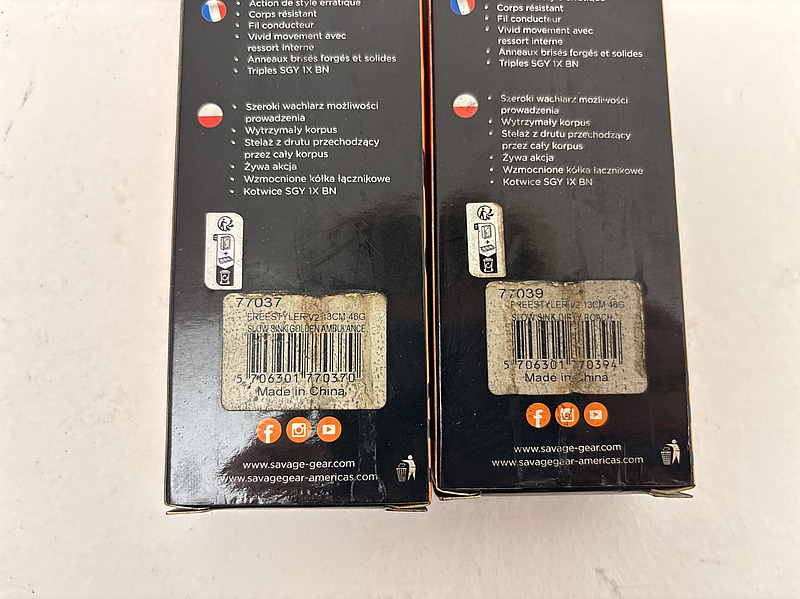 Action de style erratique
Corps résistant
Fil conducteur
Vivid movement avec
ressort interne
Anneaux brisés forgés et solides
Triples SGY 1X BN
Szeroki wachlarz możliwości
prowadzenia
Wytrzymały korpus
Stelaż z drutu przechodzący
przez cały korpus
Żywa akcja
Wzmocnione kółka łącznikowe
Kotwice SGY 1X BN
77037
FREESTYLER V2 13CM 46G
SLOW SINK GOLDEN AMBULANCE
5 706301 770370
Made in China
www.savage-gear.com
www.savagegear-americas.com
Corps résistant
Fil conducteur
Vivid movement avec
ressort interne
Anneaux brisés forgés et solides
Triples SGY 1X BN
Szeroki wachlarz możliwości
prowadzenia
Wytrzymały korpus
Stelaż z drutu przechodzący
przez cały korpus
Żywa akcja
Wzmocnione kółka łącznikowe
Kotwice SGY 1X BN
77039
FREESTYLER V2 13CM 46G
SLOW SINK DIRTY ROACH
5 706301 770394
Made in China
www.savage-gear.com
www.savagegear-americas.com